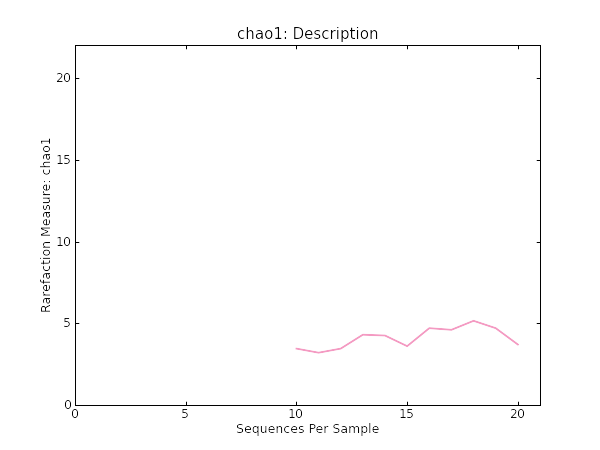 chao1: Description
Rarefaction Measure: chao1
20
15
10
5
0
0 5 10 15 20
Sequences Per Sample